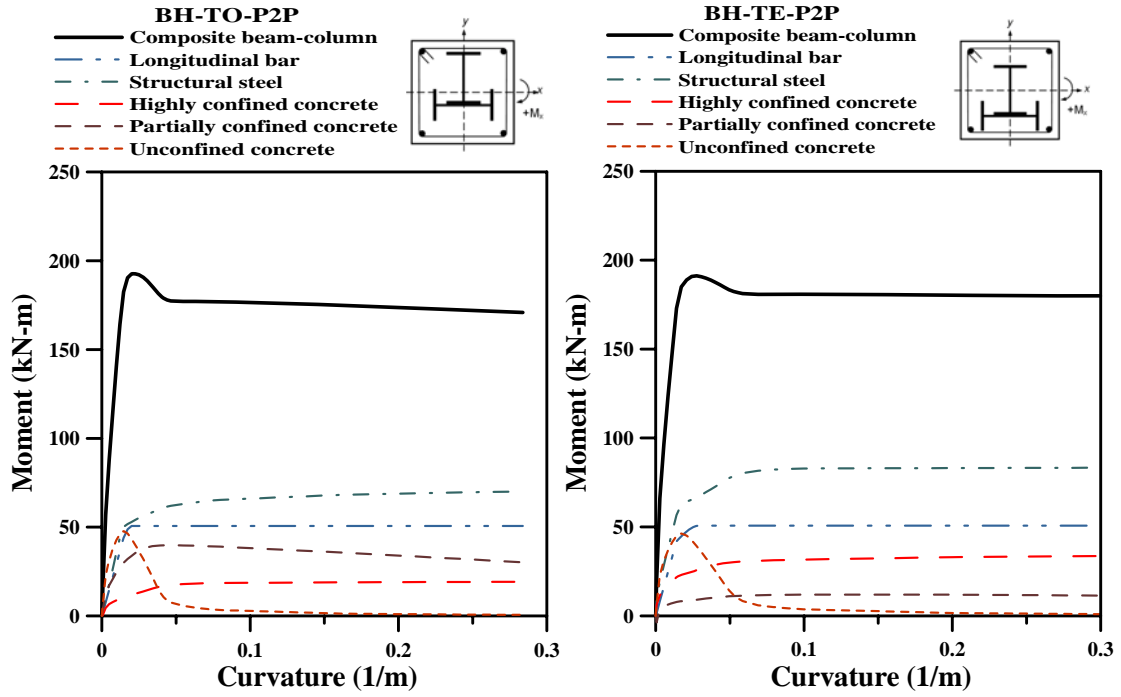 BH-TO-P2P
Composite beam-column
Longitudinal bar
Structural steel
Highly confined concrete
Partially confined concrete
Unconfined concrete
y
x
+Mx
250
200
150
100
50
0
Moment (kN-m)
0 0.1 0.2 0.3
Curvature (1/m)
BH-TE-P2P
Composite beam-column
Longitudinal bar
Structural steel
Highly confined concrete
Partially confined concrete
Unconfined concrete
y
x
+Mx
250
200
150
100
50
0
Moment (kN-m)
0 0.1 0.2 0.3
Curvature (1/m)